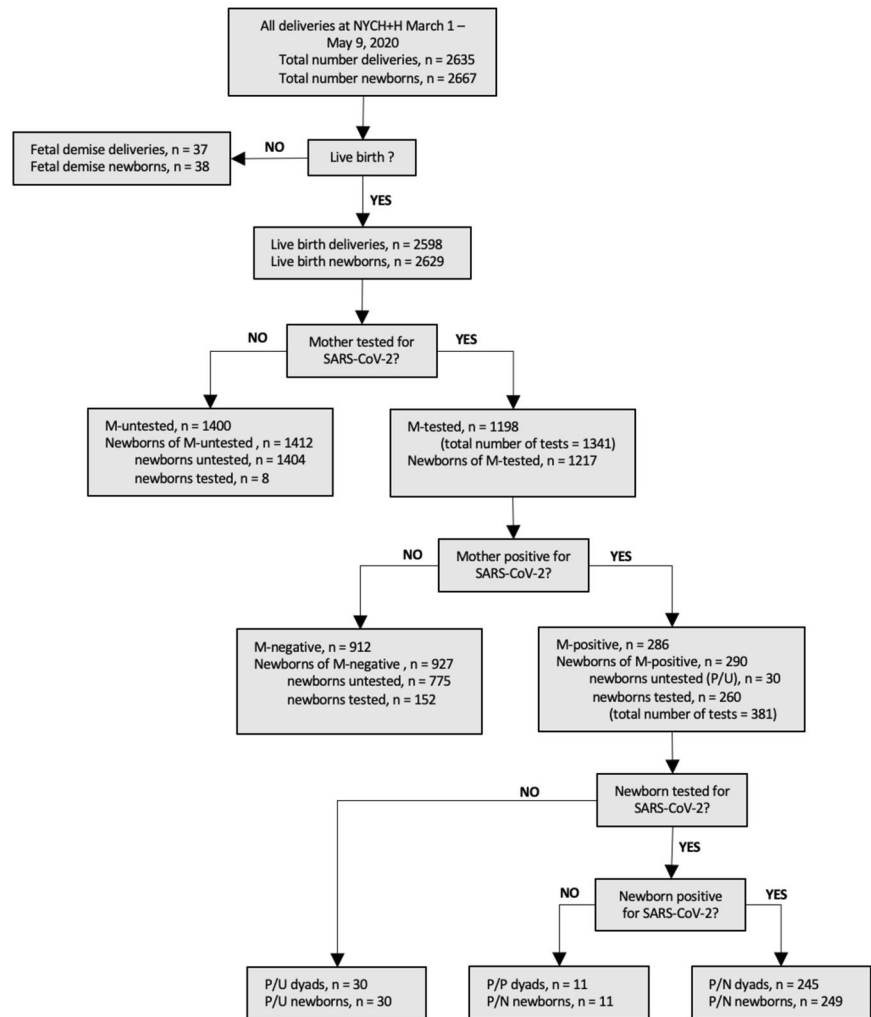 All deliveries at NYCH+H March 1 –
May 9, 2020
Total number deliveries, n = 2635
Total number newborns, n = 2667
Fetal demise deliveries, n = 37
Fetal demise newborns, n = 38
NO
Live birth ?
YES
Live birth deliveries, n = 2598
Live birth newborns, n = 2629
NO
Mother tested for
SARS-CoV-2?
YES
M-untested, n = 1400
Newborns of M-untested , n = 1412
newborns untested, n = 1404
newborns tested, n = 8
M-tested, n = 1198
(total number of tests = 1341)
Newborns of M-tested, n = 1217
NO
Mother positive for
SARS-CoV-2?
YES
M-negative, n = 912
Newborns of M-negative , n = 927
newborns untested, n = 775
newborns tested, n = 152
M-positive, n = 286
Newborns of M-positive, n = 290
newborns untested (P/U), n = 30
newborns tested, n = 260
(total number of tests = 381)
NO
Newborn tested for
SARS-CoV-2?
YES
NO
Newborn positive
for SARS-CoV-2?
YES
P/U dyads, n = 30
P/U newborns, n = 30
P/P dyads, n = 11
P/N newborns, n = 11
P/N dyads, n = 245
P/N newborns, n = 249